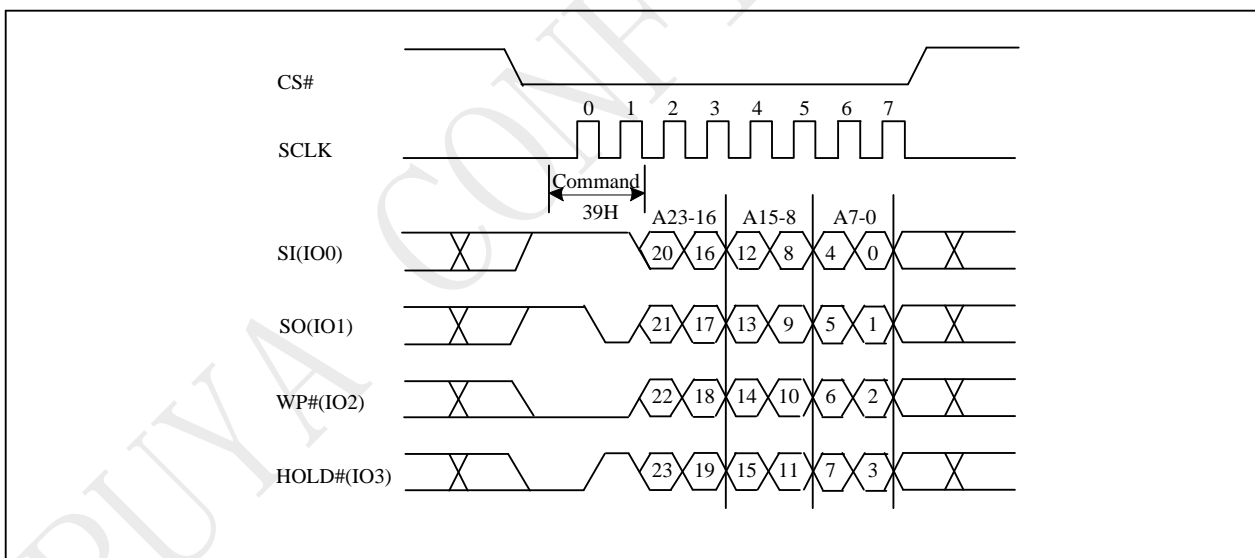 CS#
0 1 2 3 4 5 6 7
SCLK
Command
39H
A23-16 A15-8 A7-0
SI(IO0) 20 16 12 8 4 0
SO(IO1) 21 17 13 9 5 1
WP#(IO2) 22 18 14 10 6 2
HOLD#(IO3) 23 19 15 11 7 3
PUYA CONF